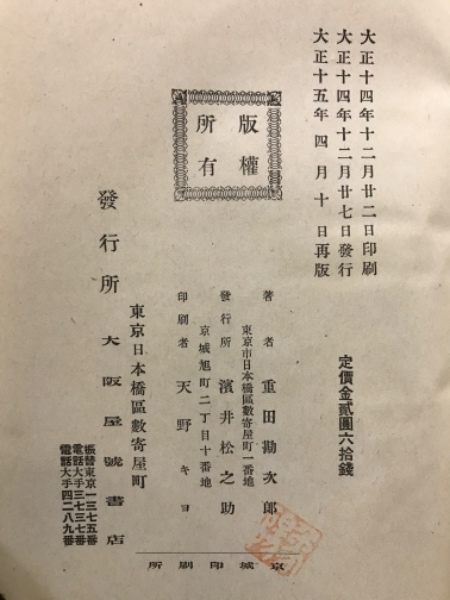 大正十四年十二月廿二日印刷
大正十四年十二月廿七日發行
大正十五年四月十日再版
定價金貳圓六拾錢
版權
所有
著者 重田勘次郎
東京市日本橋區數寄屋町一番地
發行所 濱井松之助
京城旭町二丁目十番地
印刷者 天野キヨ
東京日本橋區數寄屋町
發行所 大阪屋號書店
振替東京一三七五番
電話大手三七三七番
電話大手四二八九番
京城印刷所